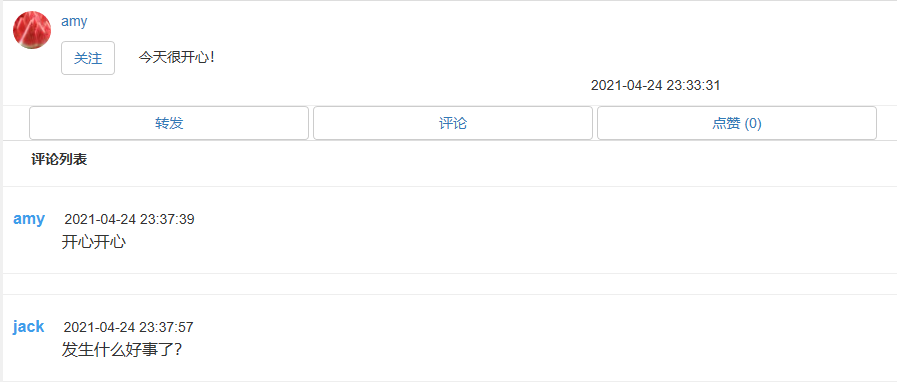 amy
关注 今天很开心！
2021-04-24 23:33:31
转发 评论 点赞 (0)
评论列表
amy 2021-04-24 23:37:39
开心开心
jack 2021-04-24 23:37:57
发生什么好事了？